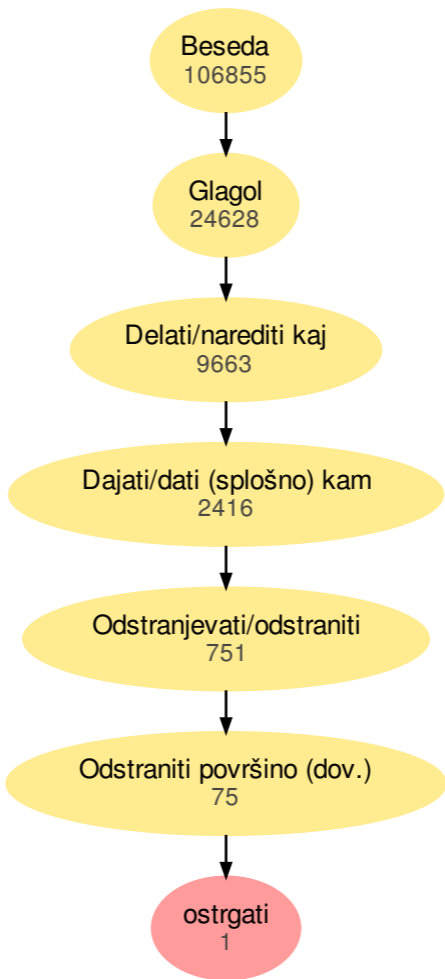 Beseda
106855
Glagol
24628
Delati/narediti kaj
9663
Dajati/dati (splošno) kam
2416
Odstranjevati/odstraniti
751
Odstraniti površino (dov.)
75
ostrgati
1